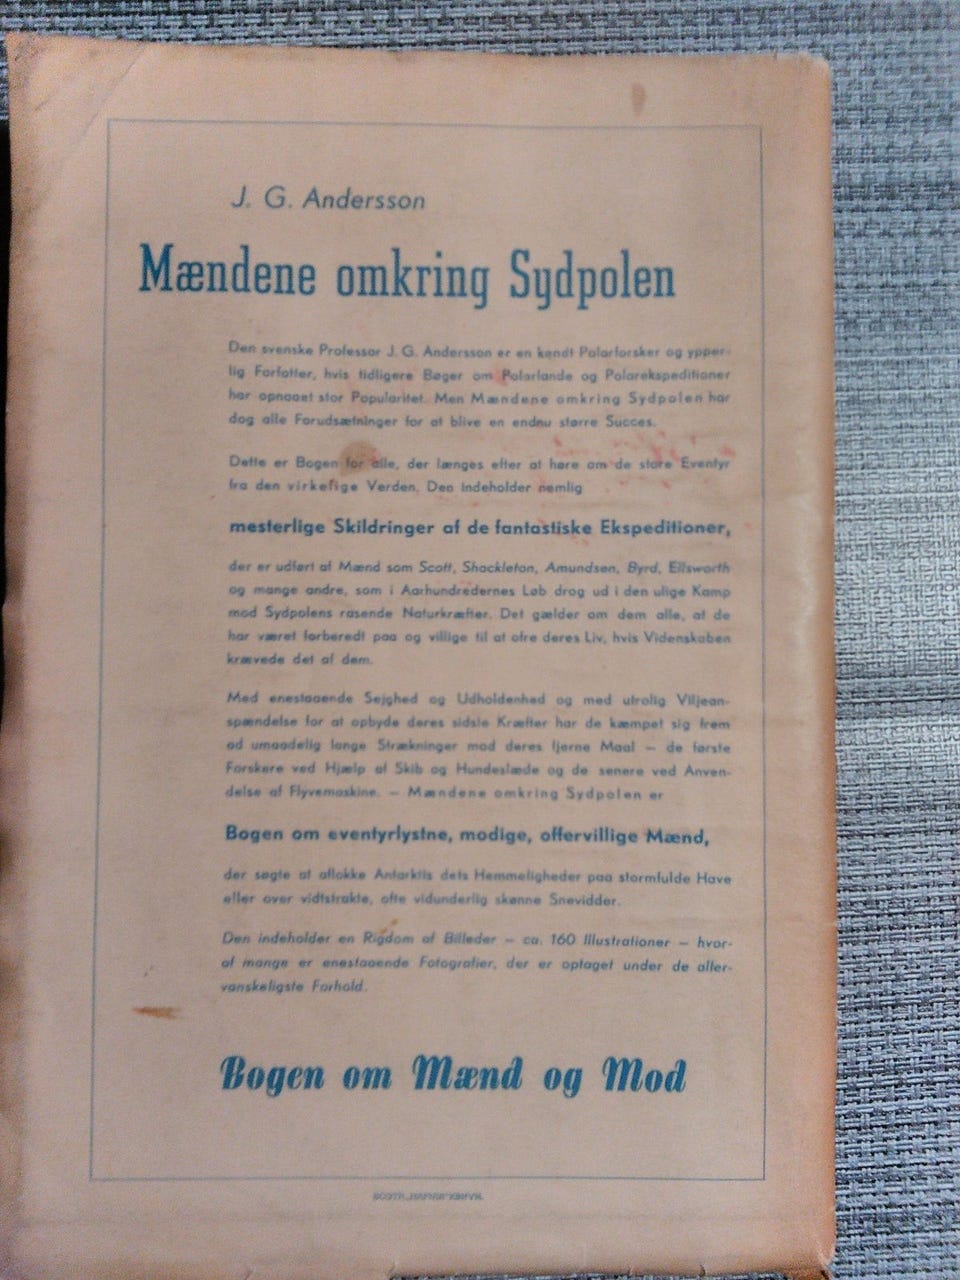 J. G. Andersson
Mændene omkring Sydpolen
Den svenske Professor J. G. Andersson er en kendt Polarforsker og ypper-
lig Forfatter, hvis tidligere Bøger om Polarlande og Polarekspeditioner
har opnaaet stor Popularitet. Men Mændene omkring Sydpolen har
dog alle Forudsætninger for at blive en endnu større Succes.
Dette er Bogen for alle, der længes efter at høre om de store Eventyr
fra den virkelige Verden. Den indeholder nemlig
mesterlige Skildringer af de fantastiske Ekspeditioner,
der er udført af Mænd som Scott, Shackleton, Amundsen, Byrd, Ellsworth
og mange andre, som i Aarhundredernes Løb drog ud i den ulige Kamp
mod Sydpolens rasende Naturkræfter. Det gælder om dem alle, at de
har været forberedt paa og villige til at ofre deres Liv, hvis Videnskaben
krævede det af dem.
Med enestaaende Sejghed og Udholdenhed og med utrolig Viljean-
spændelse for at opbyde deres sidste Kræfter har de kæmpet sig frem
ad umaadelig lange Strækninger mod deres fjerne Maal – de første
Forskere ved Hjælp af Skib og Hundeslæde og de senere ved Anven-
delse af Flyvemaskine. – Mændene omkring Sydpolen er
Bogen om eventyrlystne, modige, offervillige Mænd,
der søgte at aflokke Antarktis dets Hemmeligheder paa stormfulde Have
eller over vidtstrakte, ofte vidunderlig skønne Snevidder.
Den indeholder en Rigdom af Billeder – ca. 160 Illustrationer – hvor-
af mange er enestaaende Fotografier, der er optaget under de aller-
vanskeligste Forhold.
Bogen om Mænd og Mod